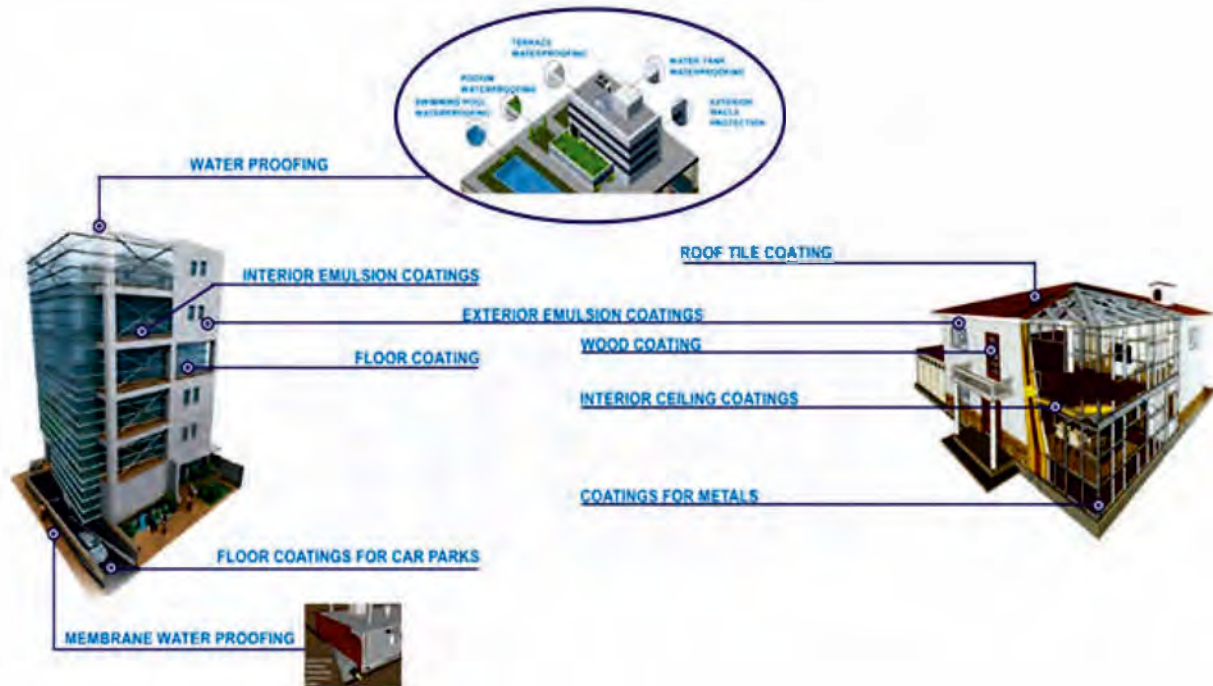 TERRACE
WATERPROOFING
WATER TANK
WATERPROOFING
PODIUM
WATERPROOFING
SWIMMING POOL
WATERPROOFING
EXTERIOR
WALLS
PROTECTION
WATER PROOFING
ROOF TILE COATING
INTERIOR EMULSION COATINGS
EXTERIOR EMULSION COATINGS
WOOD COATING
FLOOR COATING
INTERIOR CEILING COATINGS
COATINGS FOR METALS
FLOOR COATINGS FOR CAR PARKS
MEMBRANE WATER PROOFING